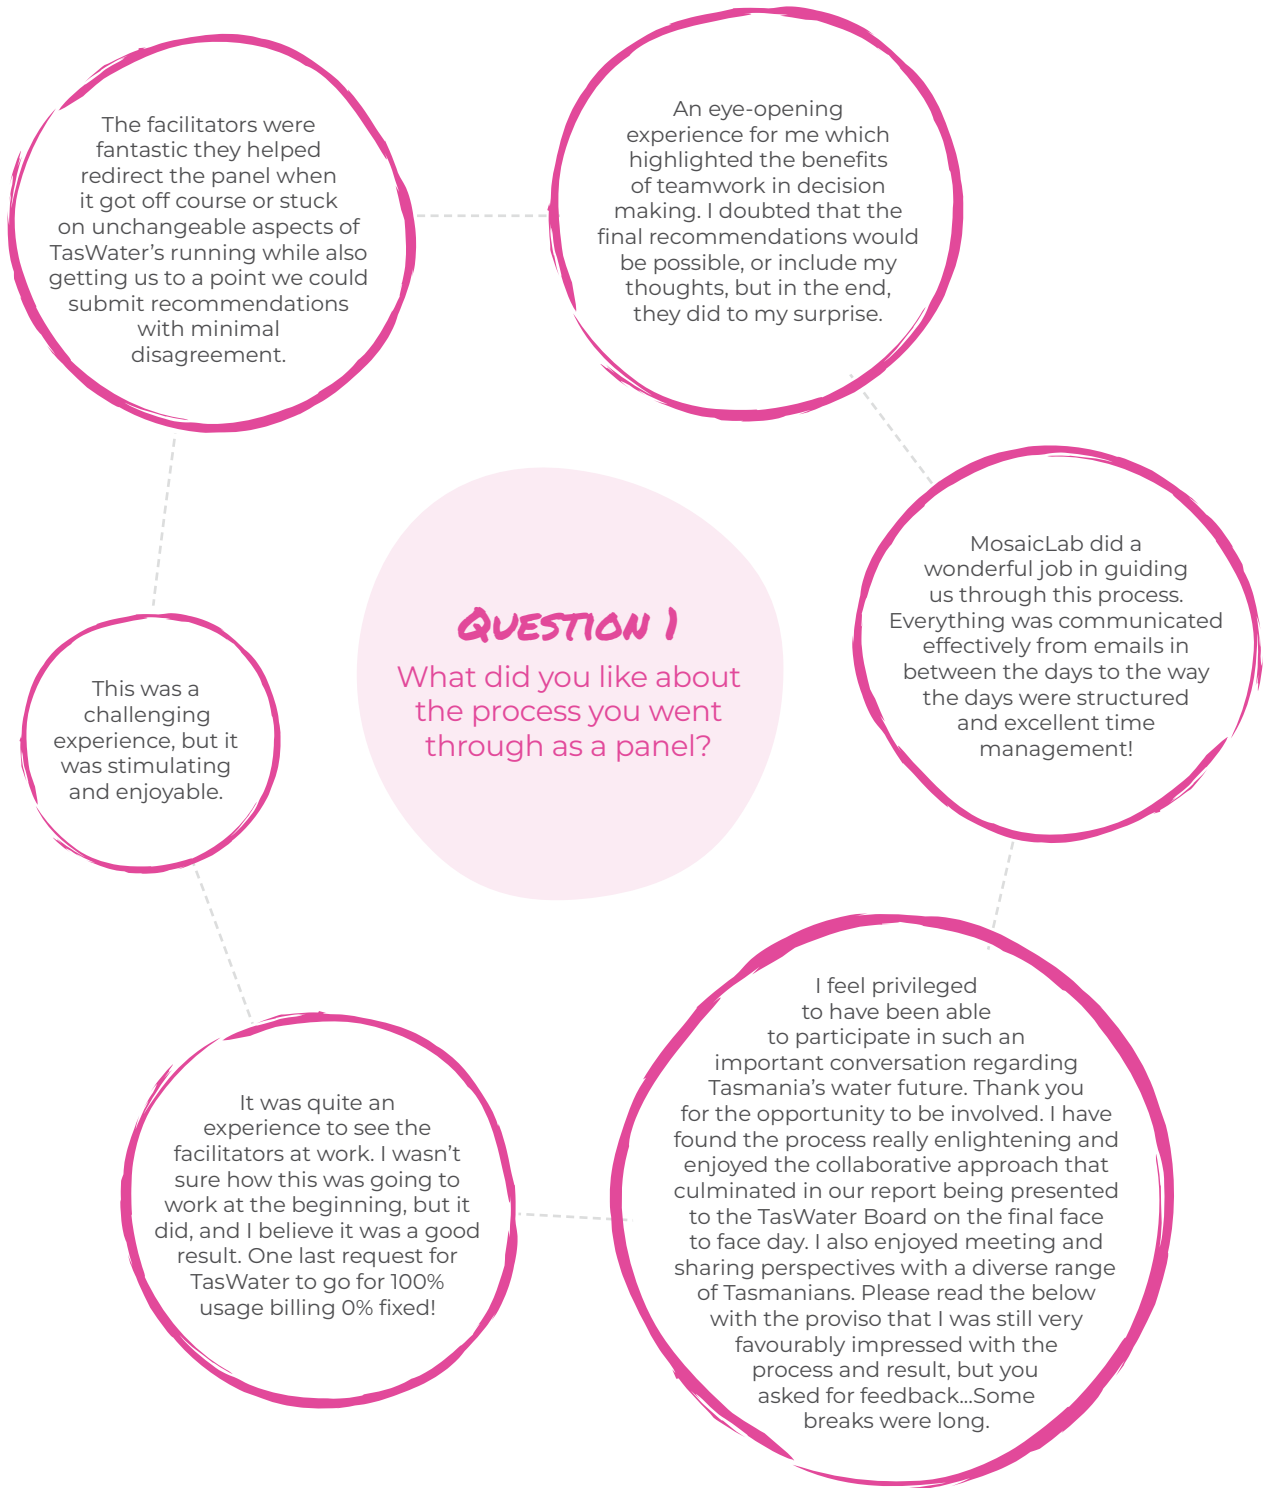 The facilitators were
fantastic they helped
redirect the panel when
it got off course or stuck
on unchangeable aspects of
TasWater’s running while also
getting us to a point we could
submit recommendations
with minimal
disagreement.
An eye-opening
experience for me which
highlighted the benefits
of teamwork in decision
making. I doubted that the
final recommendations would
be possible, or include my
thoughts, but in the end,
they did to my surprise.
MosaicLab did a
wonderful job in guiding
us through this process.
Everything was communicated
effectively from emails in
between the days to the way
the days were structured
and excellent time
management!
Question 1
What did you like about
the process you went
through as a panel?
This was a
challenging
experience, but it
was stimulating
and enjoyable.
I feel privileged
to have been able
to participate in such an
important conversation regarding
Tasmania’s water future. Thank you
for the opportunity to be involved. I have
found the process really enlightening and
enjoyed the collaborative approach that
culminated in our report being presented
to the TasWater Board on the final face
to face day. I also enjoyed meeting and
sharing perspectives with a diverse range
of Tasmanians. Please read the below
with the proviso that I was still very
favourably impressed with the
process and result, but you
asked for feedback...Some
breaks were long.
It was quite an
experience to see the
facilitators at work. I wasn’t
sure how this was going to
work at the beginning, but it
did, and I believe it was a good
result. One last request for
TasWater to go for 100%
usage billing 0% fixed!